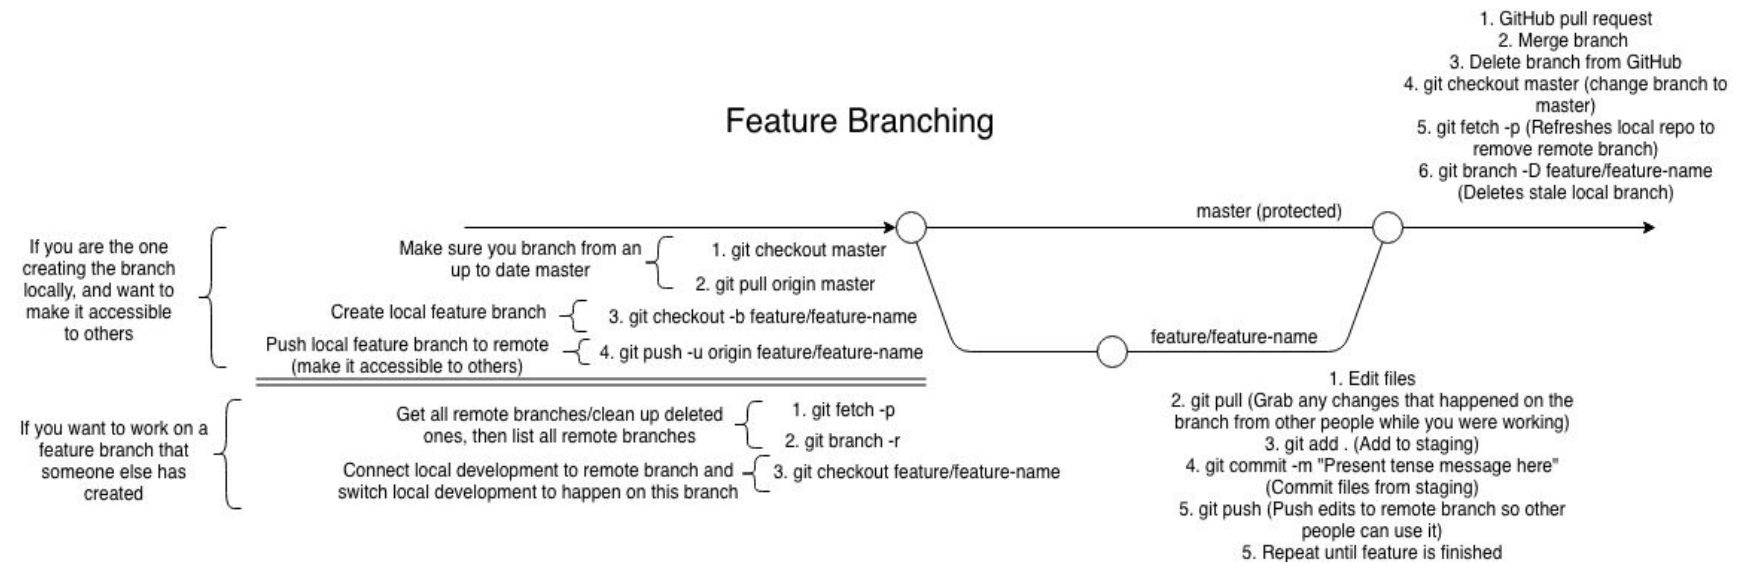 Feature Branching
If you are the one
creating the branch
locally, and want to
make it accessible
to others
Make sure you branch from an
up to date master
1. git checkout master
2. git pull origin master
Create local feature branch
3. git checkout -b feature/feature-name
Push local feature branch to remote
(make it accessible to others)
4. git push -u origin feature/feature-name
If you want to work on a
feature branch that
someone else has
created
Get all remote branches/clean up deleted
ones, then list all remote branches
1. git fetch -p
2. git branch -r
Connect local development to remote branch and
switch local development to happen on this branch
3. git checkout feature/feature-name
master (protected)
feature/feature-name
1. Edit files
2. git pull (Grab any changes that happened on the
branch from other people while you were working)
3. git add . (Add to staging)
4. git commit -m "Present tense message here"
(Commit files from staging)
5. git push (Push edits to remote branch so other
people can use it)
5. Repeat until feature is finished
1. GitHub pull request
2. Merge branch
3. Delete branch from GitHub
4. git checkout master (change branch to
master)
5. git fetch -p (Refreshes local repo to
remove remote branch)
6. git branch -D feature/feature-name
(Deletes stale local branch)